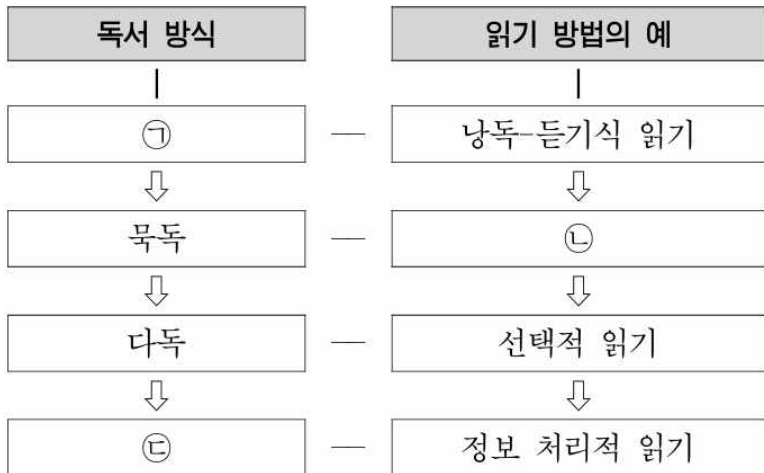 독서 방식 읽기 방법의 예
㉠ — 낭독-듣기식 읽기
묵독 — ㉡
다독 — 선택적 읽기
㉢ — 정보 처리적 읽기